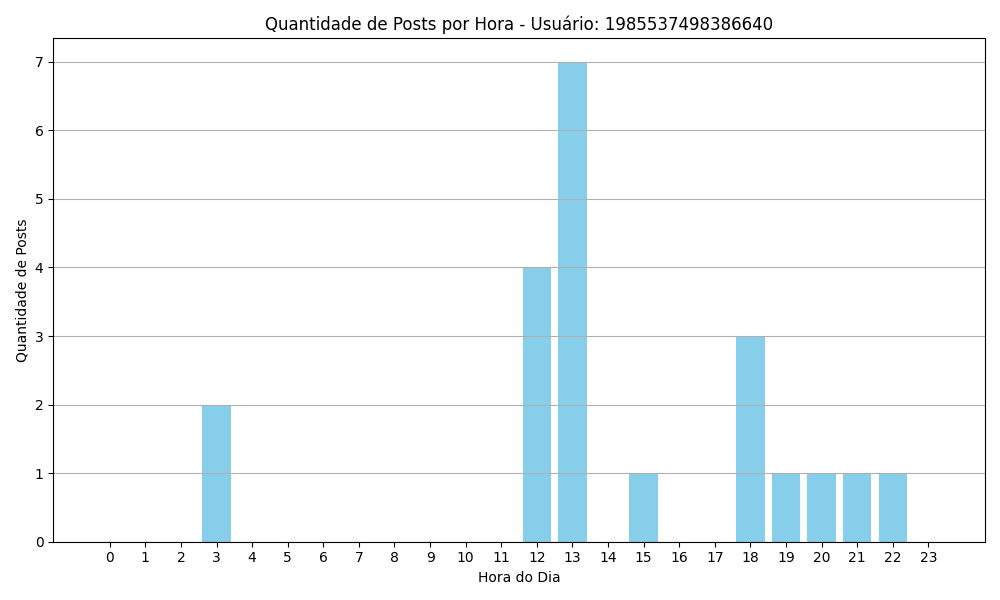 Quantidade de Posts por Hora - Usuário: 1985537498386640
Quantidade de Posts
7
6
5
4
3
2
1
0
0 1 2 3 4 5 6 7 8 9 10 11 12 13 14 15 16 17 18 19 20 21 22 23
Hora do Dia